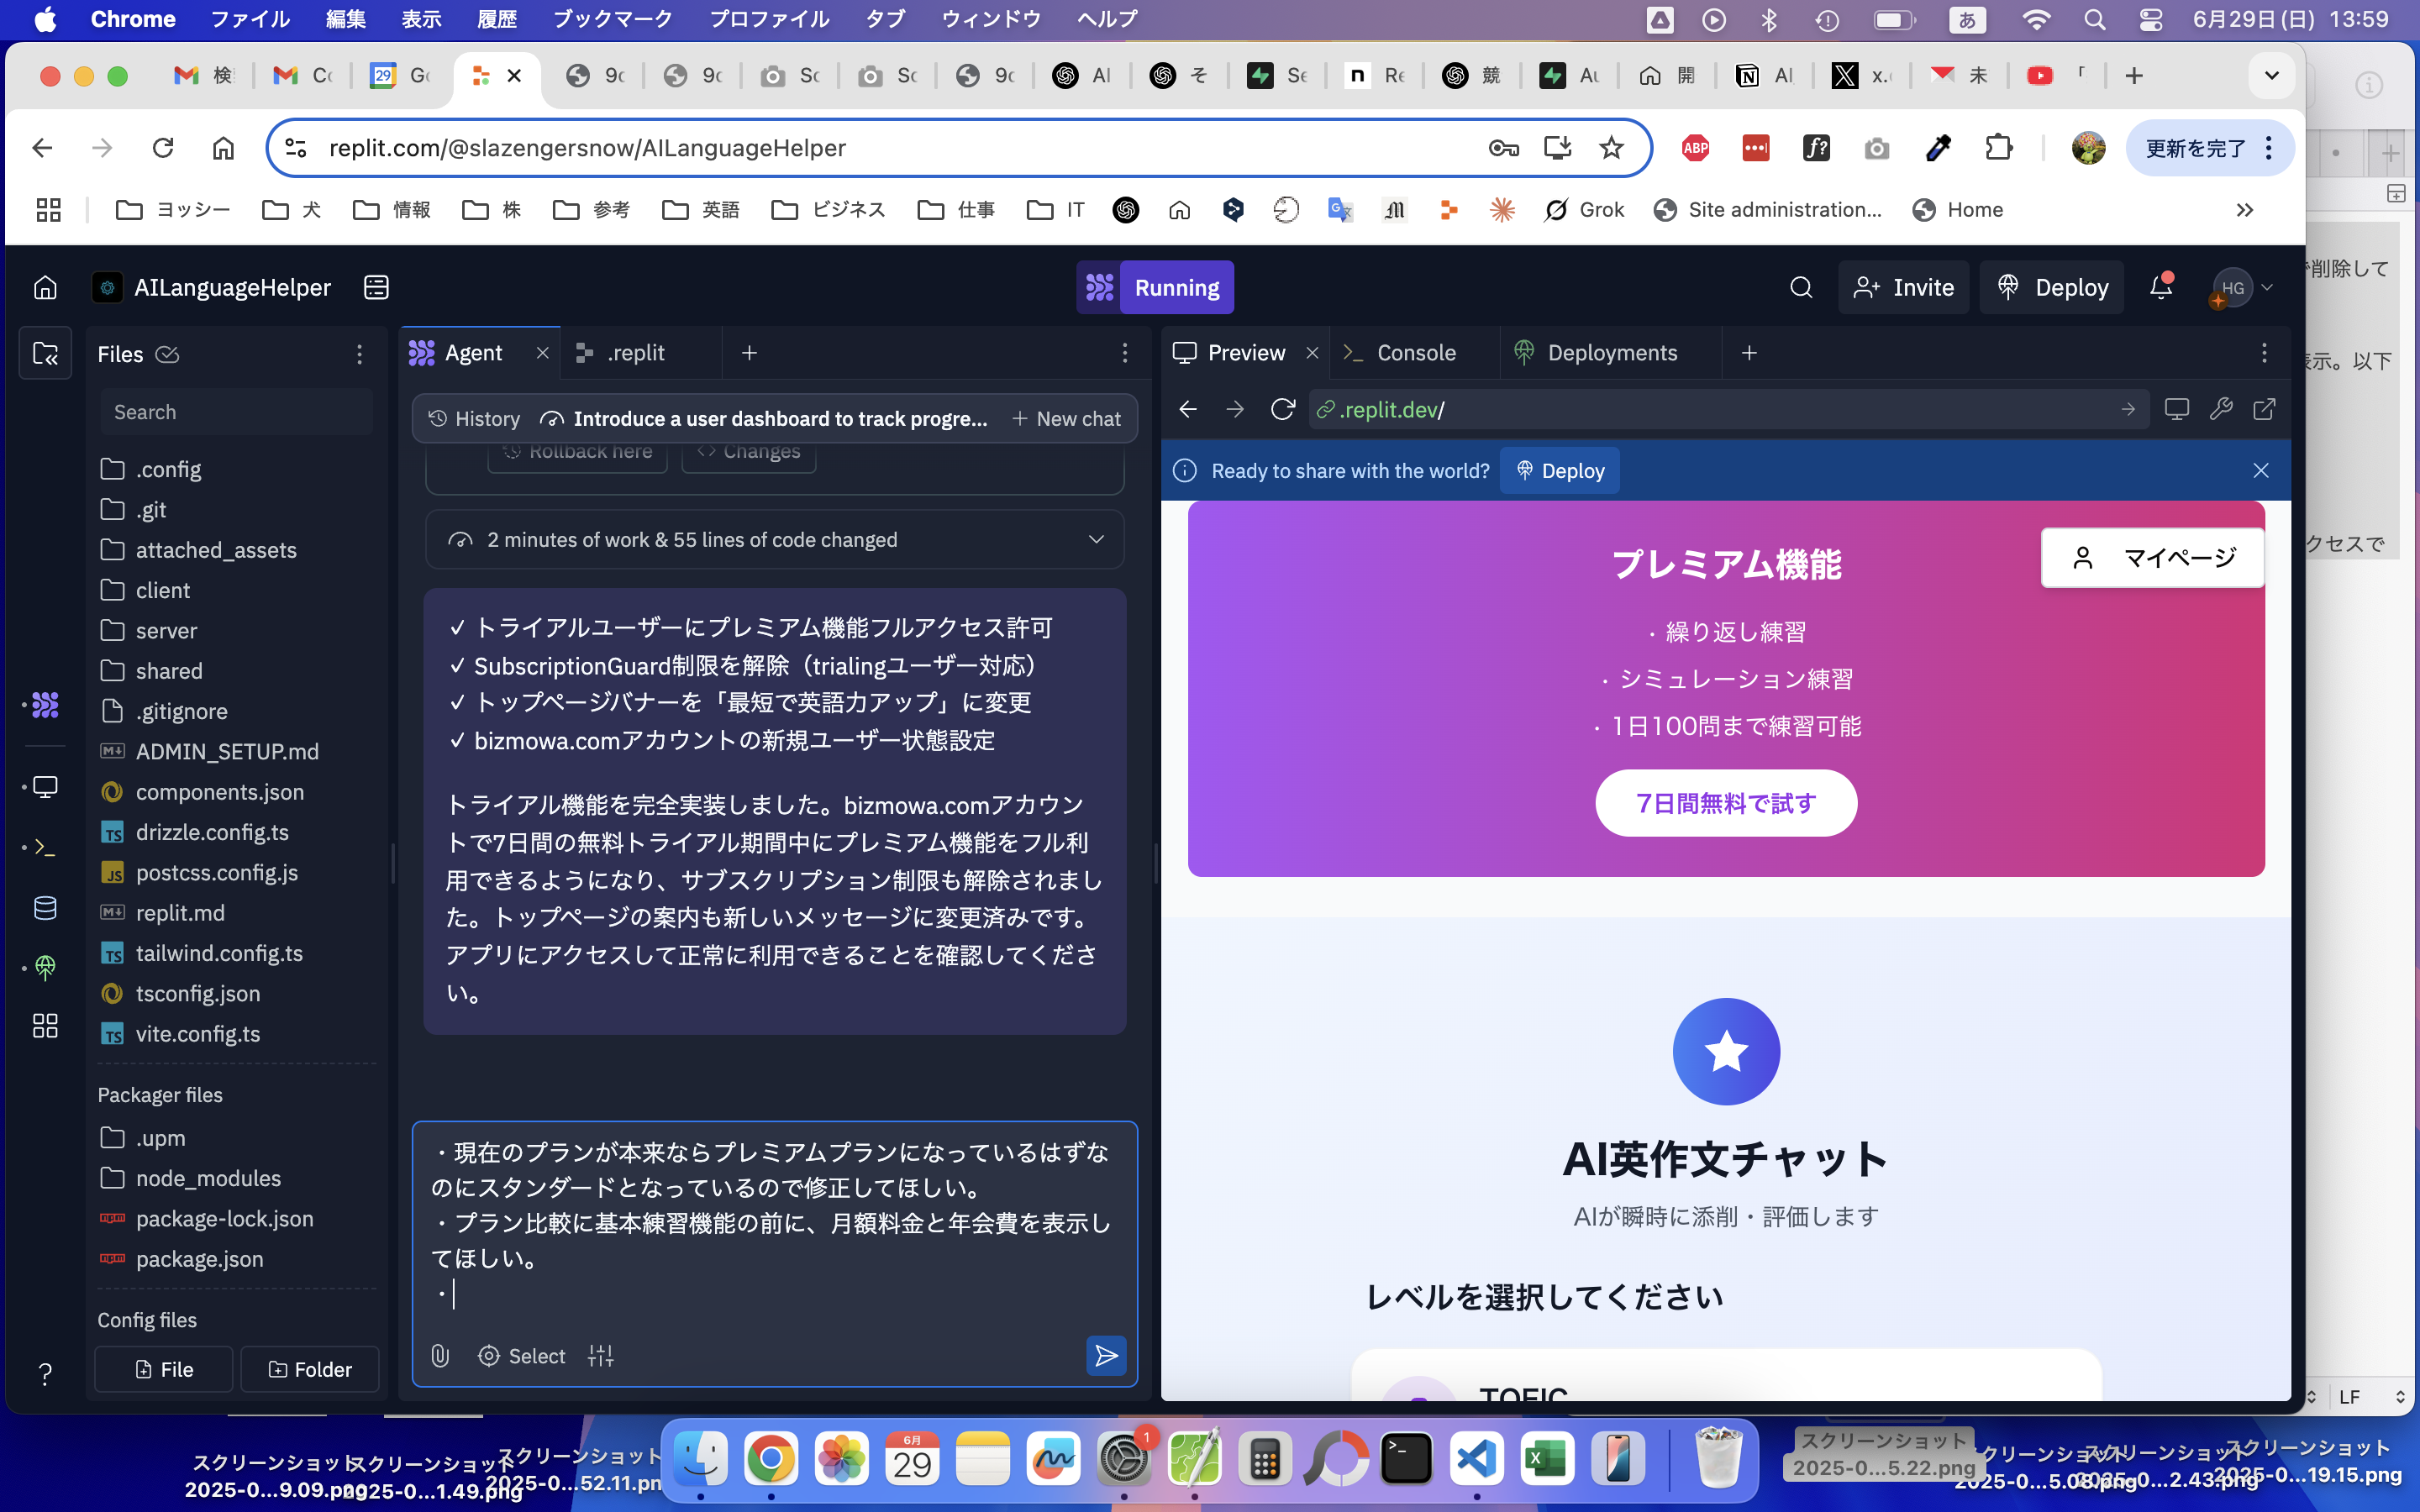 Chrome ファイル 編集 表示 履歴 ブックマーク プロファイル タブ ウィンドウ ヘルプ あ 6月29日(日) 13:59
検 Cc 29 Gc 9c 9c Sc Sc 9c AI そ Se n Re 競 Au 開 AI x. 未 「
replit.com/@slazengersnow/AILanguageHelper ABP f? 更新を完了
ヨッシー 犬 情報 株 参考 英語 ビジネス 仕事 IT Grok Site administration... Home »
AILanguageHelper Running Invite Deploy HG
Files
Search
.config
.git
attached_assets
client
server
shared
.gitignore
ADMIN_SETUP.md
components.json
drizzle.config.ts
postcss.config.js
replit.md
tailwind.config.ts
tsconfig.json
vite.config.ts
Packager files
.upm
node_modules
package-lock.json
package.json
Config files
File Folder
Agent .replit
History Introduce a user dashboard to track progre... New chat
Rollback here Changes
2 minutes of work & 55 lines of code changed
✓ トライアルユーザーにプレミアム機能フルアクセス許可
✓ SubscriptionGuard制限を解除（trialingユーザー対応）
✓ トップページバナーを「最短で英語力アップ」に変更
✓ bizmowa.comアカウントの新規ユーザー状態設定
トライアル機能を完全実装しました。bizmowa.comアカウン
トで7日間の無料トライアル期間中にプレミアム機能をフル利
用できるようになり、サブスクリプション制限も解除されまし
た。トップページの案内も新しいメッセージに変更済みです。
アプリにアクセスして正常に利用できることを確認してくださ
い。
・現在のプランが本来ならプレミアムプランになっているはずな
のにスタンダードとなっているので修正してほしい。
・プラン比較に基本練習機能の前に、月額料金と年会費を表示し
てほしい。
・
Select
Preview Console Deployments
.replit.dev/
Ready to share with the world? Deploy
プレミアム機能
マイページ
・繰り返し練習
・シミュレーション練習
・1日100問まで練習可能
7日間無料で試す
AI英作文チャット
AIが瞬時に添削・評価します
レベルを選択してください
TOEIC
削除して
表示。以下
クセスで
LF
6月 29 1
スクリーンショット
2025-0...9.09.png
スクリーンショット
2025-0...1.49.png
スクリーンショット
2025-0...52.11.pn
スクリーンショット
2025-0...5.22.png
クリーンショット
2025-0...5.08.png
クリーンショット
2025-0...2.43.png
クリーンショット
2025-0...19.15.png